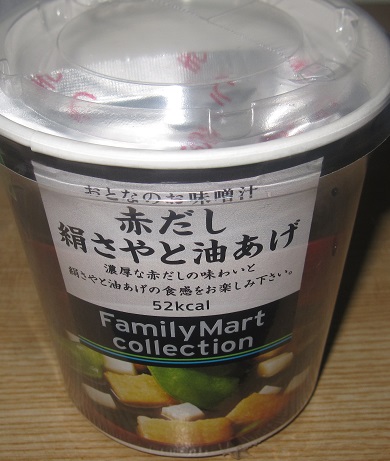 おとなのお味噌汁
赤だし
絹さやと油あげ
濃厚な赤だしの味わいと
絹さやと油あげの食感をお楽しみ下さい。
52kcal
FamilyMart
collection